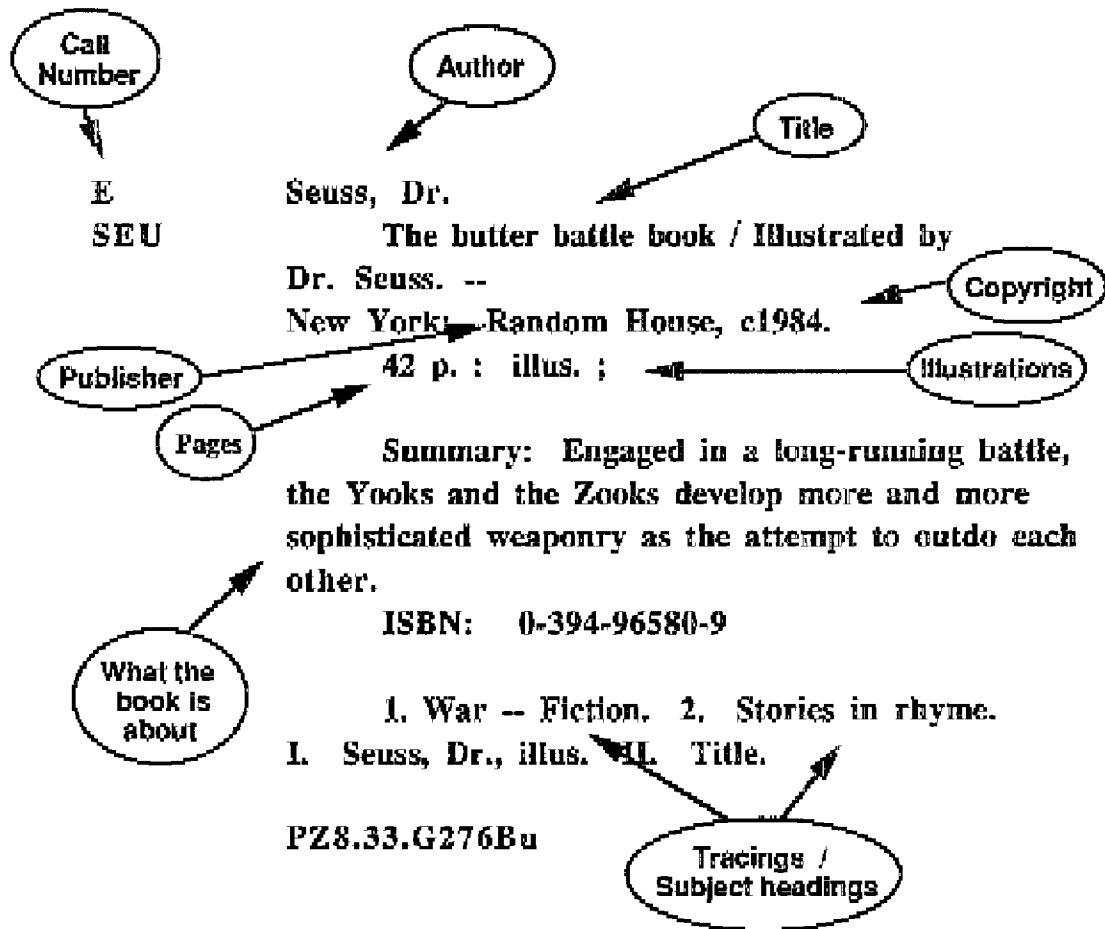 Call
Number
Author
Title
E
Seuss, Dr.
SEU
The butter battle book / Illustrated by
Dr. Seuss. --
Copyright
New York: Random House, c1984.
Publisher
42 p. : illus. ;
Illustrations
Pages
Summary: Engaged in a long-running battle,
the Yooks and the Zooks develop more and more
sophisticated weaponry as the attempt to outdo each
other.
ISBN: 0-394-96580-9
What the
book is
about
1. War -- Fiction. 2. Stories in rhyme.
I. Seuss, Dr., illus. II. Title.
PZ8.33.G276Bu
Tracings /
Subject headings